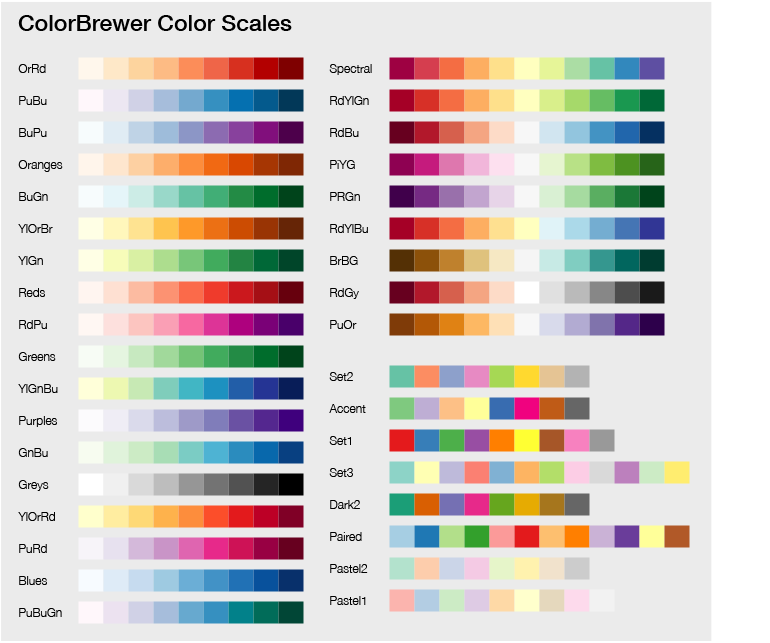 ColorBrewer Color Scales
OrRd
PuBu
BuPu
Oranges
BuGn
YlOrBr
YlGn
Reds
RdPu
Greens
YlGnBu
Purples
GnBu
Greys
YlOrRd
PuRd
Blues
PuBuGn
Spectral
RdYlGn
RdBu
PiYG
PRGn
RdYlBu
BrBG
RdGy
PuOr
Set2
Accent
Set1
Set3
Dark2
Paired
Pastel2
Pastel1